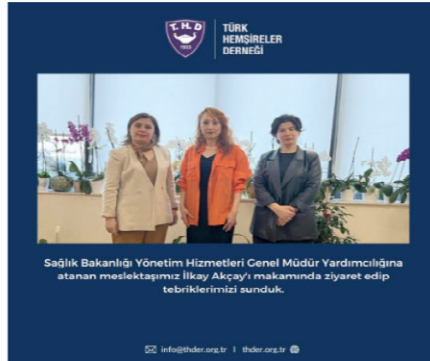 T.H.D
1933
TÜRK
HEMŞİRELER
DERNEĞİ
Sağlık Bakanlığı Yönetim Hizmetleri Genel Müdür Yardımcılığına
atanan meslektaşımız İlkay Akçay'ı makamında ziyaret edip
tebriklerimizi sunduk.
info@thder.org.tr | thder.org.tr